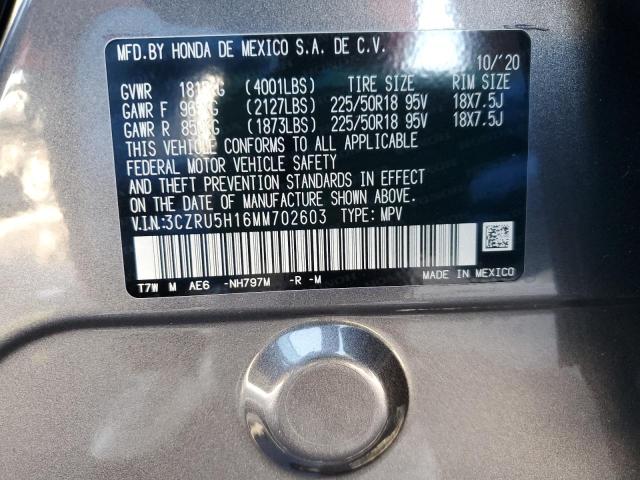 MFD.BY HONDA DE MEXICO S.A. DE C.V.
10/'20
GVWR (4001LBS) TIRE SIZE RIM SIZE
GAWR F (2127LBS) 225/50R18 95V 18X7.5J
GAWR R (1873LBS) 225/50R18 95V 18X7.5J
THIS VEHICLE CONFORMS TO ALL APPLICABLE
FEDERAL MOTOR VEHICLE SAFETY
AND THEFT PREVENTION STANDARDS IN EFFECT
ON THE DATE OF MANUFACTURE SHOWN ABOVE.
V.I.N.:3CZRU5H16MM702603 TYPE: MPV
T7W M AE6 -NH797M -R -M
MADE IN MEXICO